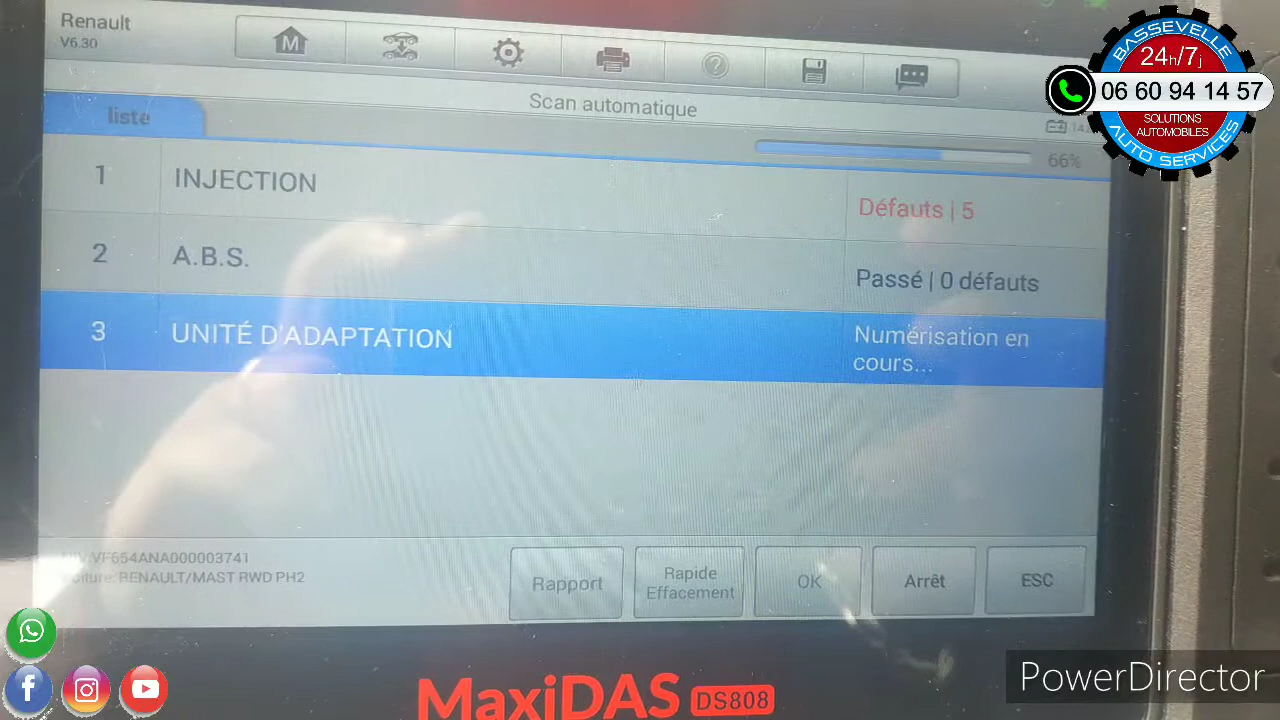 Renault
V6.30
M
Scan automatique
liste
66%
1 INJECTION Défauts | 5
2 A.B.S. Passé | 0 défauts
3 UNITÉ D'ADAPTATION Numérisation en
cours...
VF654ANA000003741
RENAULT/MAST RWD PH2
Rapport
Rapide
Effacement
OK
Arrêt
ESC
MaxiDAS DS808
BASSEVELLE
24h/7j
06 60 94 14 57
SOLUTIONS
AUTOMOBILES
AUTO SERVICES
PowerDirector